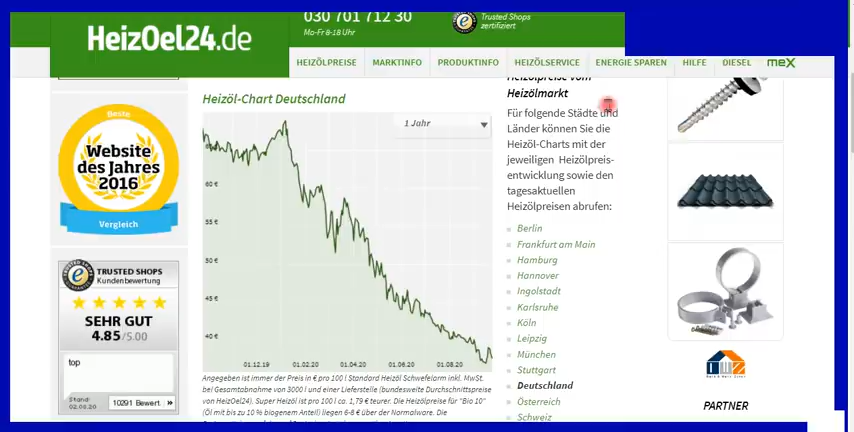 HeizOel24.de
030 701 712 30
Mo-Fr 8-18 Uhr
Trusted Shops
zertifiziert
HEIZÖLPREISE
MARKTINFO
PRODUKTINFO
HEIZÖLSERVICE
ENERGIE SPAREN
HILFE
DIESEL
meX
Beste
Website
des Jahres
2016
Vergleich
TRUSTED SHOPS
Kundenbewertung
SEHR GUT
4.85/5.00
top
Stand:
02.08.20
10291 Bewert.
Heizöl-Chart Deutschland
1 Jahr
60 €
55 €
50 €
45 €
40 €
01.12.19
01.02.20
01.04.20
01.06.20
01.08.20
Angegeben ist immer der Preis in € pro 100 l Standard Heizöl Schwefelarm inkl. MwSt.
bei Gesamtabnahme von 3000 l und einer Lieferstelle (bundesweite Durchschnittspreise
von HeizOel24). Super Heizöl ist pro 100 l ca. 1,79 € teurer. Die Heizölpreise für "Bio 10"
(Öl mit bis zu 10 % biogenem Anteil) liegen 6-8 € über der Normalware. Die
Heizölpreise vom
Heizölmarkt
Für folgende Städte und
Länder können Sie die
Heizöl-Charts mit der
jeweiligen Heizölpreis-
entwicklung sowie den
tagesaktuellen
Heizölpreisen abrufen:
Berlin
Frankfurt am Main
Hamburg
Hannover
Ingolstadt
Karlsruhe
Köln
Leipzig
München
Stuttgart
Deutschland
Österreich
Schweiz
PARTNER